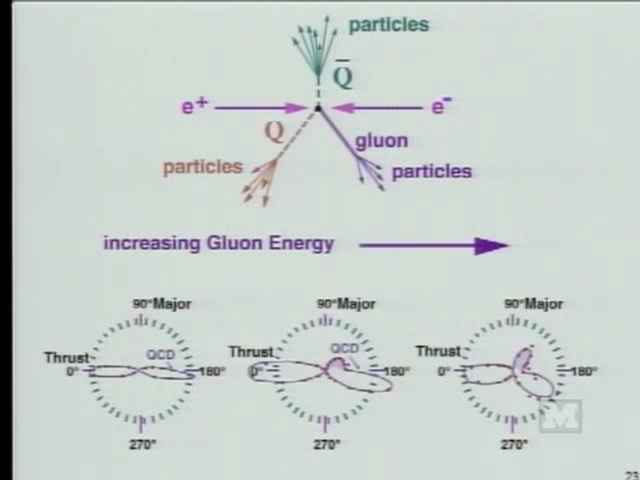 particles
Q̄
e+ e-
Q
gluon
particles
particles
increasing Gluon Energy
90°Major 90°Major 90°Major
Thrust QCD Thrust QCD Thrust
0° 180° 0° 180° 0° 180°
270° 270° 270°
M
23